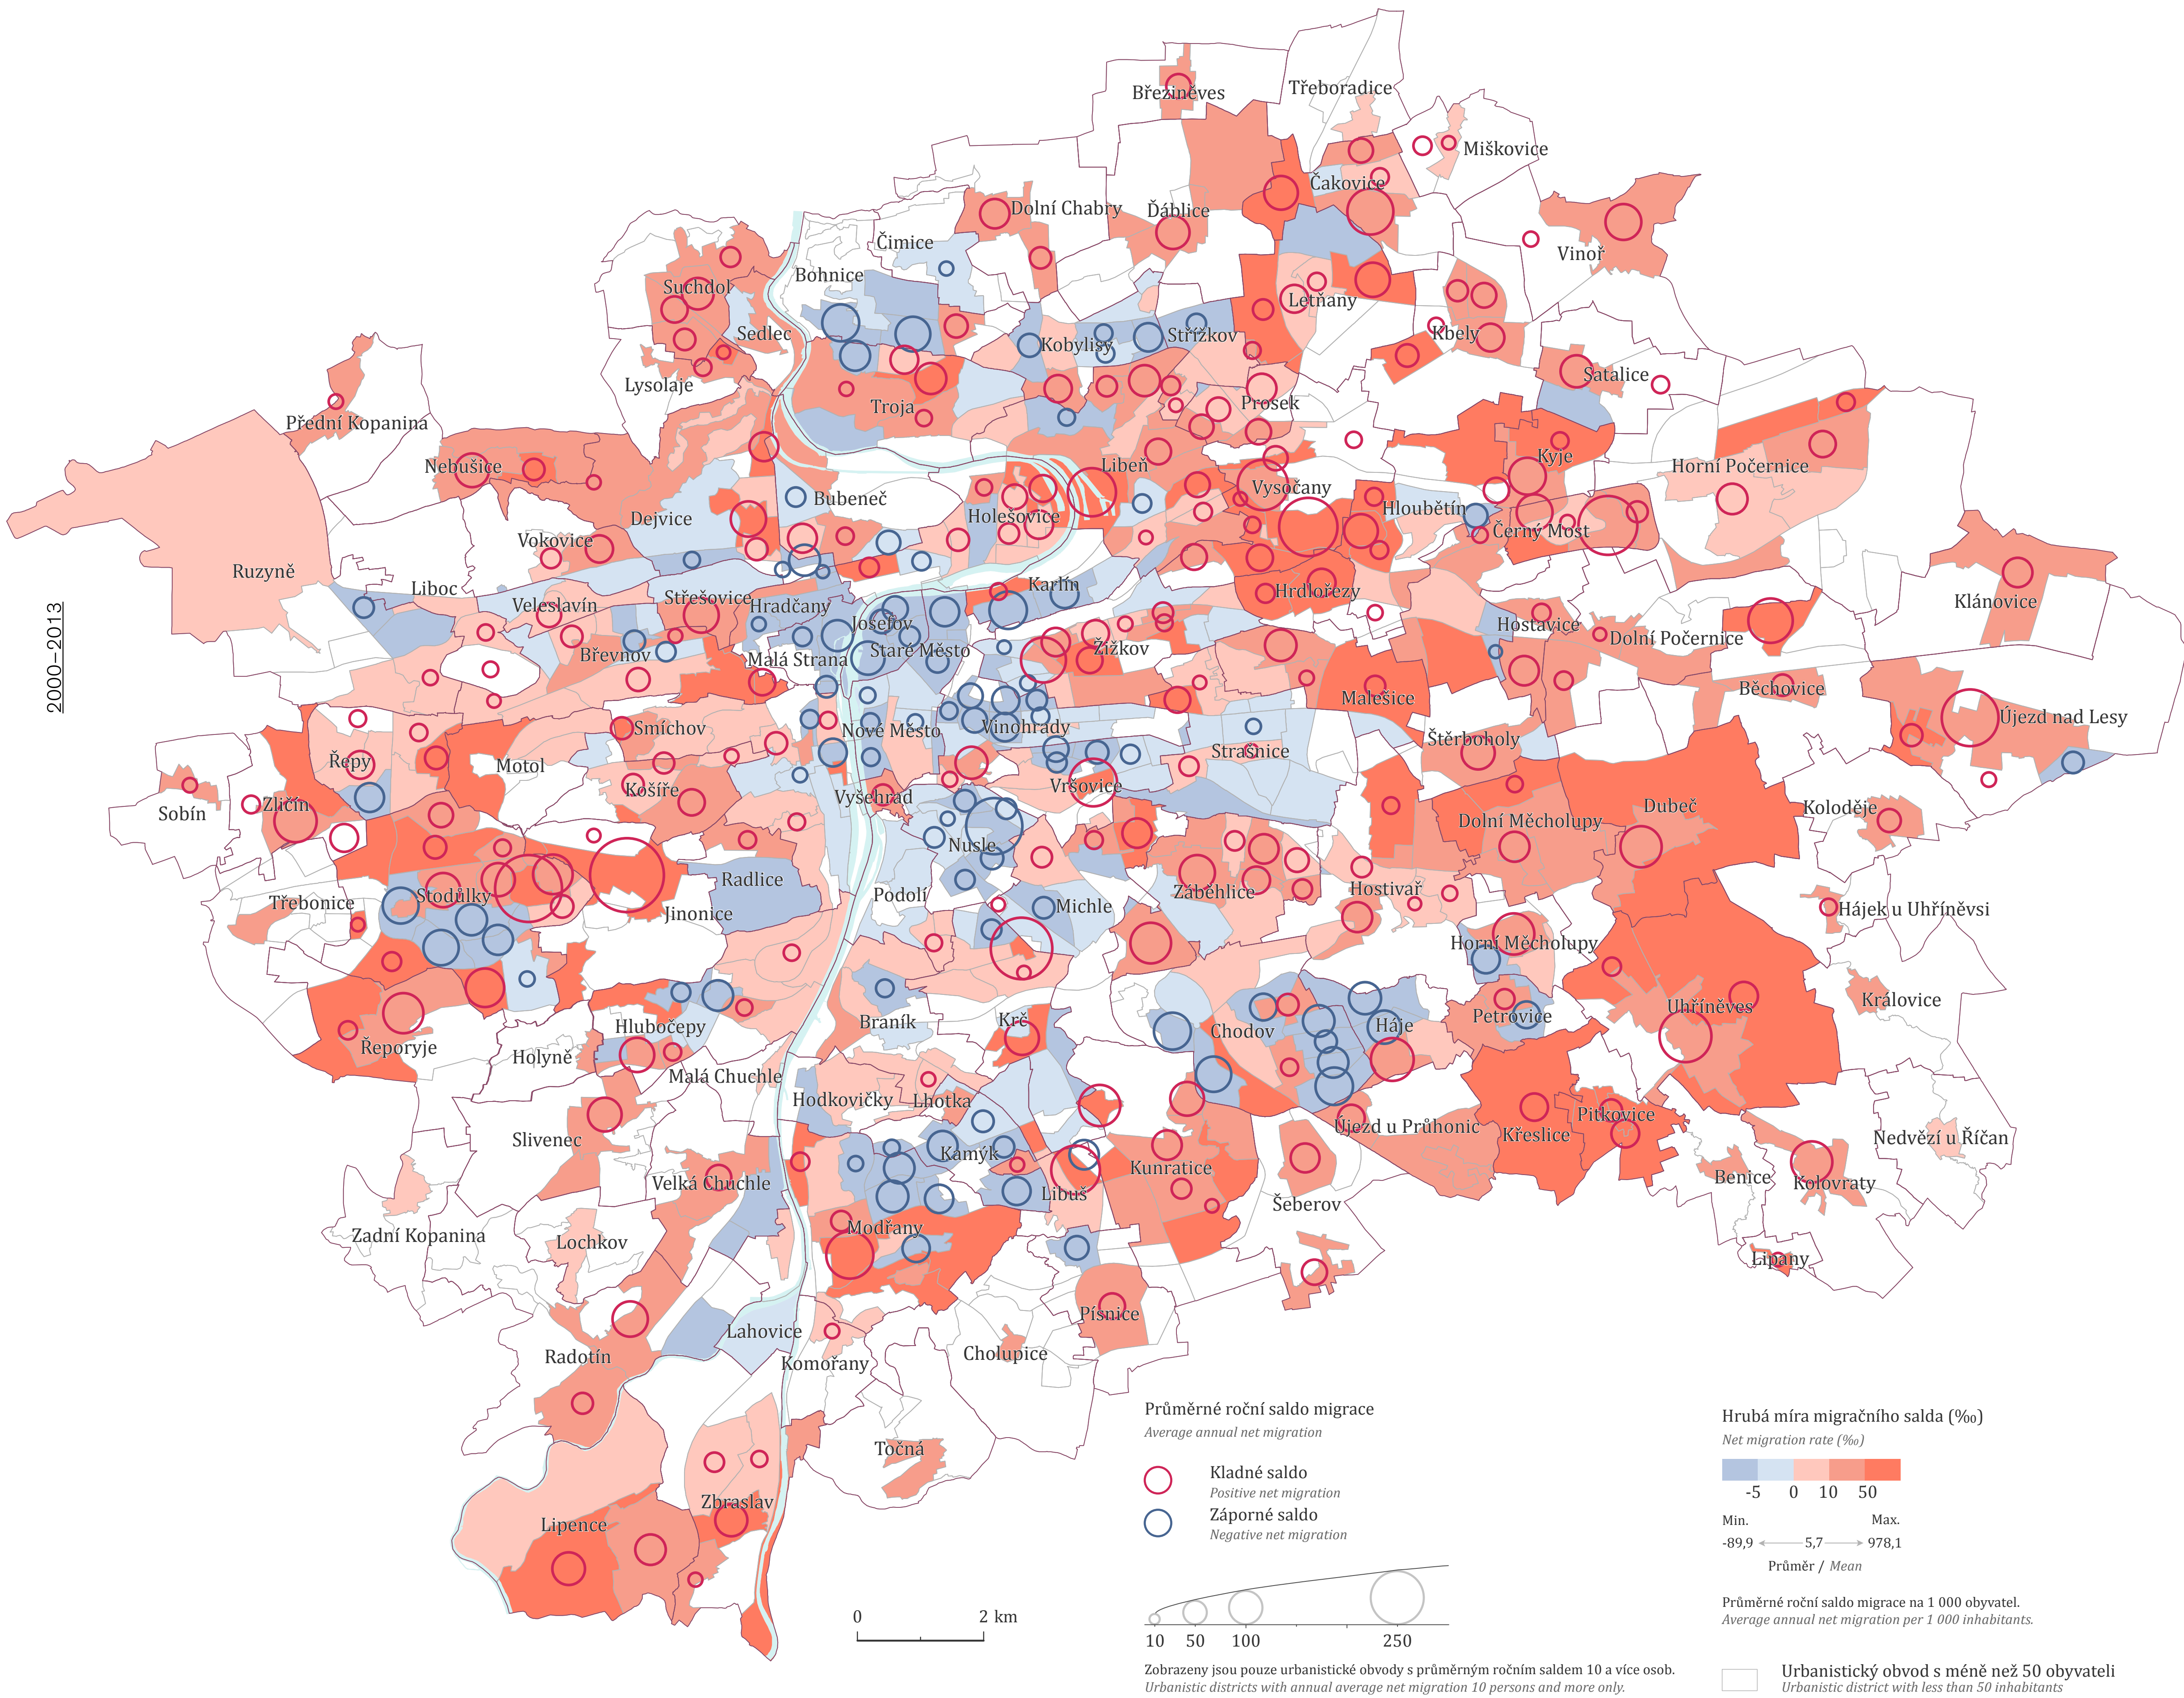 2000–2013
Březiněves
Třeboradice
Miškovice
Čakovice
Dolní Chabry
Ďáblice
Čimice
Vinoř
Bohnice
Suchdol
Letňany
Sedlec
Kobylisy
Střížkov
Kbely
Lysolaje
Satalice
Troja
Prosek
Přední Kopanina
Nebušice
Libeň
Kyje
Horní Počernice
Vysočany
Bubeneč
Dejvice
Holešovice
Hloubětín
Černý Most
Vokovice
Ruzyně
Liboc
Karlín
Hrdlořezy
Klánovice
Veleslavín
Střešovice
Hradčany
Josefov
Hostavice
Dolní Počernice
Břevnov
Malá Strana
Staré Město
Žižkov
Malešice
Běchovice
Smíchov
Nové Město
Vinohrady
Újezd nad Lesy
Řepy
Motol
Strašnice
Štěrboholy
Košíře
Vyšehrad
Vršovice
Sobín
Zličín
Dubeč
Koloděje
Dolní Měcholupy
Nusle
Radlice
Stodůlky
Třebonice
Podolí
Michle
Záběhlice
Hostivař
Jinonice
Hájek u Uhříněvsi
Horní Měcholupy
Královice
Uhříněves
Petrovice
Krč
Braník
Chodov
Háje
Hlubočepy
Řeporyje
Holyně
Malá Chuchle
Hodkovičky
Lhotka
Slivenec
Újezd u Průhonic
Křeslice
Pitkovice
Nedvězí u Říčan
Kamýk
Kunratice
Velká Chuchle
Libuš
Benice
Kolovraty
Šeberov
Modřany
Zadní Kopanina
Lochkov
Lipany
Písnice
Lahovice
Radotín
Komořany
Cholupice
Točná
Zbraslav
Lipence
0 2 km
Průměrné roční saldo migrace
Average annual net migration
Kladné saldo
Positive net migration
Záporné saldo
Negative net migration
10 50 100 250
Zobrazeny jsou pouze urbanistické obvody s průměrným ročním saldem 10 a více osob.
Urbanistic districts with annual average net migration 10 persons and more only.
Hrubá míra migračního salda (‰)
Net migration rate (‰)
-5 0 10 50
Min. Max.
-89,9 5,7 978,1
Průměr / Mean
Průměrné roční saldo migrace na 1 000 obyvatel.
Average annual net migration per 1 000 inhabitants.
Urbanistický obvod s méně než 50 obyvateli
Urbanistic district with less than 50 inhabitants